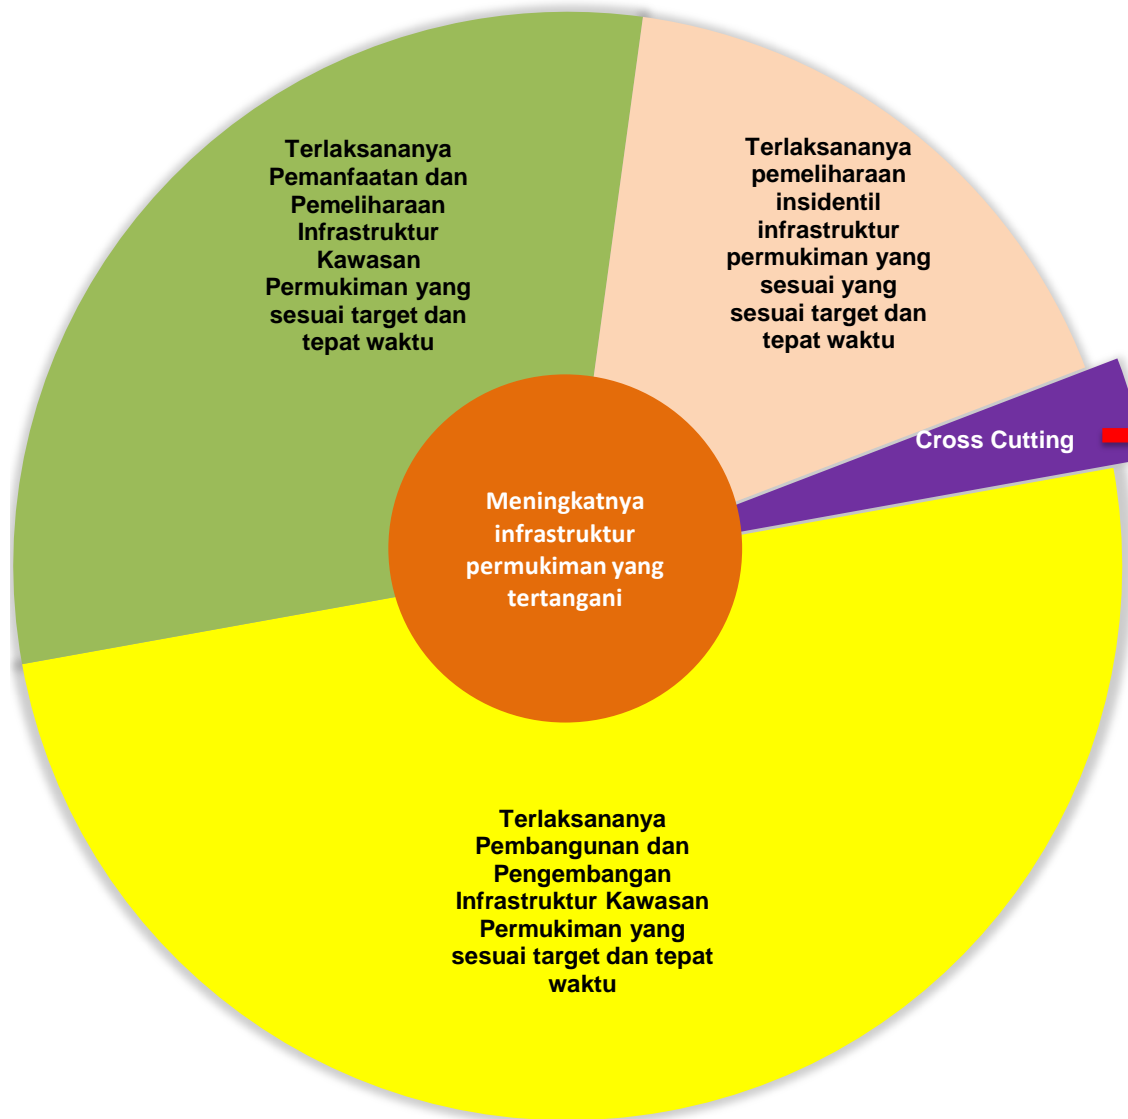 Terlaksananya
Pemanfaatan dan
Pemeliharaan
Infrastruktur
Kawasan
Permukiman yang
sesuai target dan
tepat waktu
Terlaksananya
pemeliharaan
insidentil
infrastruktur
permukiman yang
sesuai yang
sesuai target dan
tepat waktu
Cross Cutting
Meningkatnya
infrastruktur
permukiman yang
tertangani
Terlaksananya
Pembangunan dan
Pengembangan
Infrastruktur Kawasan
Permukiman yang
sesuai target dan tepat
waktu